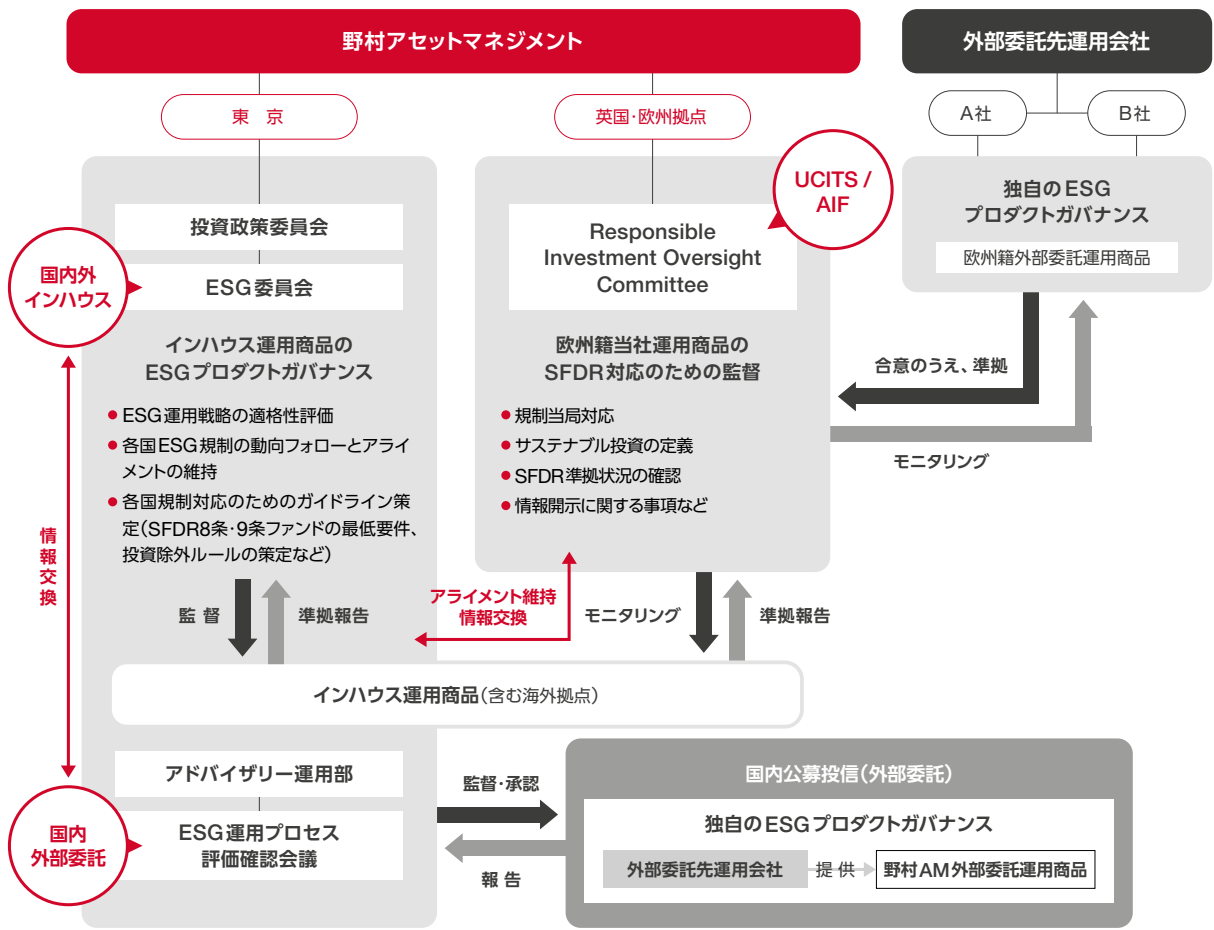 野村アセットマネジメント
外部委託先運用会社
東 京
英国・欧州拠点
A社
B社
投資政策委員会
ESG委員会
国内外
インハウス
インハウス運用商品の
ESGプロダクトガバナンス
● ESG運用戦略の適格性評価
● 各国ESG規制の動向フォローとアライ
メントの維持
● 各国規制対応のためのガイドライン策
定(SFDR8条・9条ファンドの最低要件、
投資除外ルールの策定など)
UCITS /
AIF
Responsible
Investment Oversight
Committee
欧州籍当社運用商品の
SFDR対応のための監督
● 規制当局対応
● サステナブル投資の定義
● SFDR準拠状況の確認
● 情報開示に関する事項など
独自のESG
プロダクトガバナンス
欧州籍外部委託運用商品
合意のうえ、準拠
モニタリング
情報交換
監 督
準拠報告
アライメント維持
情報交換
モニタリング
準拠報告
インハウス運用商品(含む海外拠点)
アドバイザリー運用部
国内
外部委託
ESG運用プロセス
評価確認会議
監督・承認
報 告
国内公募投信(外部委託)
独自のESGプロダクトガバナンス
外部委託先運用会社
提 供
野村AM外部委託運用商品